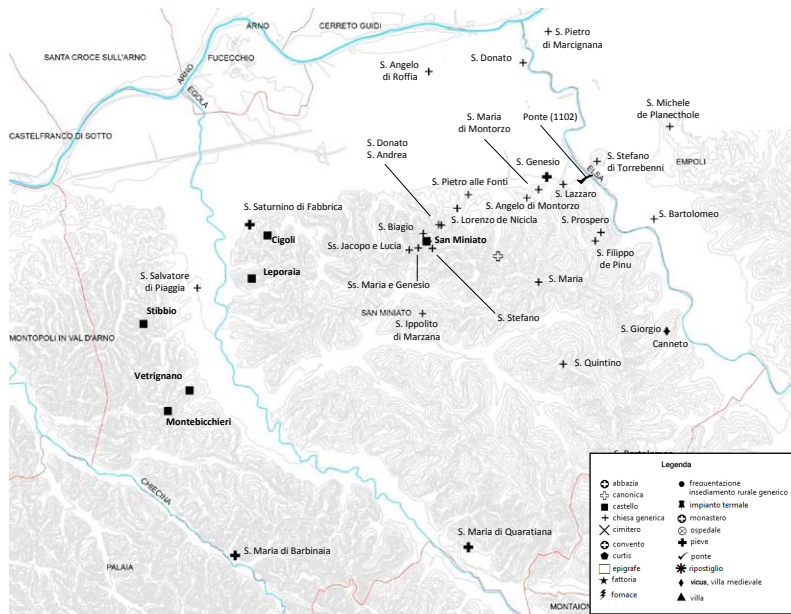 ARNO
CERRETO GUIDI
S. Pietro
di Marcignana
SANTA CROCE SULL'ARNO
FUCECCHIO
S. Angelo
di Roffia
S. Donato
ARNO
EGOLA
S. Michele
de Planecthole
S. Maria
di Montorzo
Ponte (1102)
CASTELFRANCO DI SOTTO
S. Donato
S. Andrea
S. Genesio
ELSA
S. Stefano
di Torrebenni
EMPOLI
S. Pietro alle Fonti
S. Lazzaro
S. Angelo di Montorzo
S. Saturnino di Fabbrica
S. Lorenzo de Nicicla
S. Prospero
S. Bartolomeo
S. Biagio
Cigoli
San Miniato
Ss. Jacopo e Lucia
S. Filippo
de Pinu
Leporaia
S. Salvatore
di Piaggia
Ss. Maria e Genesio
S. Maria
S. Stefano
Stibbio
SAN MINIATO
S. Ippolito
di Marzana
S. Giorgio
Canneto
MONTOPOLI IN VAL D'ARNO
S. Quintino
Vetrignano
Montebicchieri
CHIECINA
S. Maria di Quaratiana
S. Maria di Barbinaia
PALAIA
Legenda
abbazia
canonica
castello
chiesa generica
cimitero
convento
curtis
epigrafe
fattoria
fornace
frequentazione
insediamento rurale generico
impianto termale
monastero
ospedale
pieve
ponte
ripostiglio
vicus, villa medievale
villa